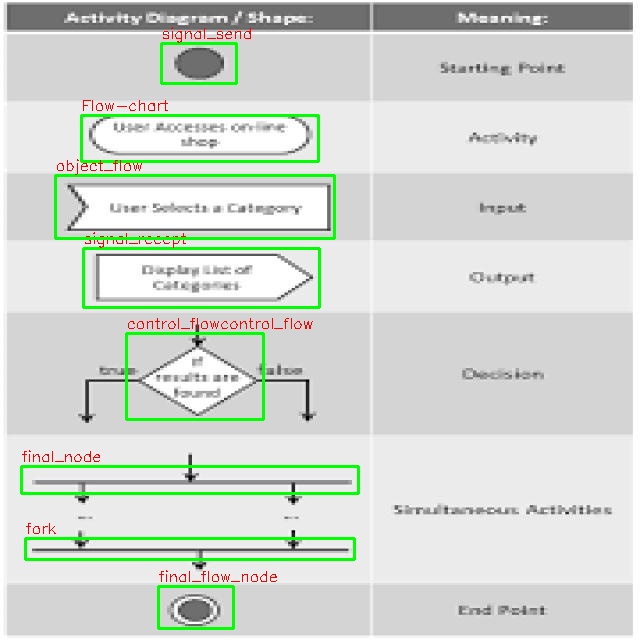 Activity Diagram / Shape: Meaning:
signal_send
Starting Point
Flow-chart
User Accesses on-line
shop
Activity
object_flow
User Selects a Category
Input
signal_recept
Display List of
Categories
Output
control_flowcontrol_flow
true
If
results are
found
false
Decision
final_node
...
...
Simultaneous Activities
fork
final_flow_node
End Point